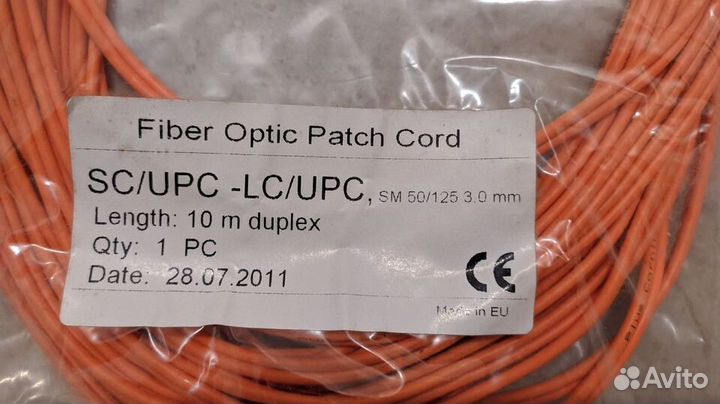 Fiber Optic Patch Cord
SC/UPC -LC/UPC, SM 50/125 3.0 mm
Length: 10 m duplex
Qty: 1 PC
Date: 28.07.2011
CE
Made in EU
Avito